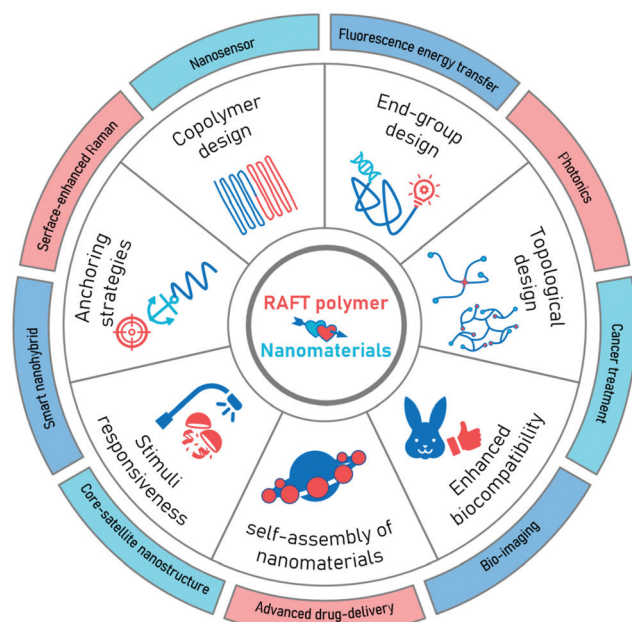 Nanosensor
Fluorescence energy transfer
Photonics
Cancer treatment
Bio-imaging
Advanced drug-delivery
Core-satellite nanostructure
Smart nanohybrid
Serface-enhanced Raman
Copolymer
design
End-group
design
Topological
design
Enhanced
biocompatibility
self-assembly of
nanomaterials
Stimuli
responsiveness
Anchoring
strategies
RAFT polymer
Nanomaterials